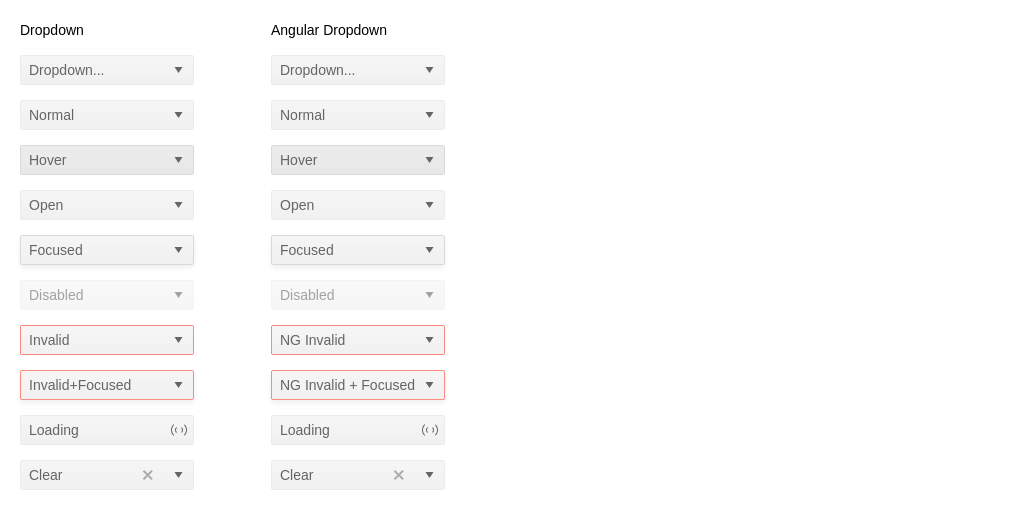 Dropdown
Angular Dropdown
Dropdown...
Dropdown...
Normal
Normal
Hover
Hover
Open
Open
Focused
Focused
Disabled
Disabled
Invalid
NG Invalid
Invalid+Focused
NG Invalid + Focused
Loading
Loading
Clear
Clear